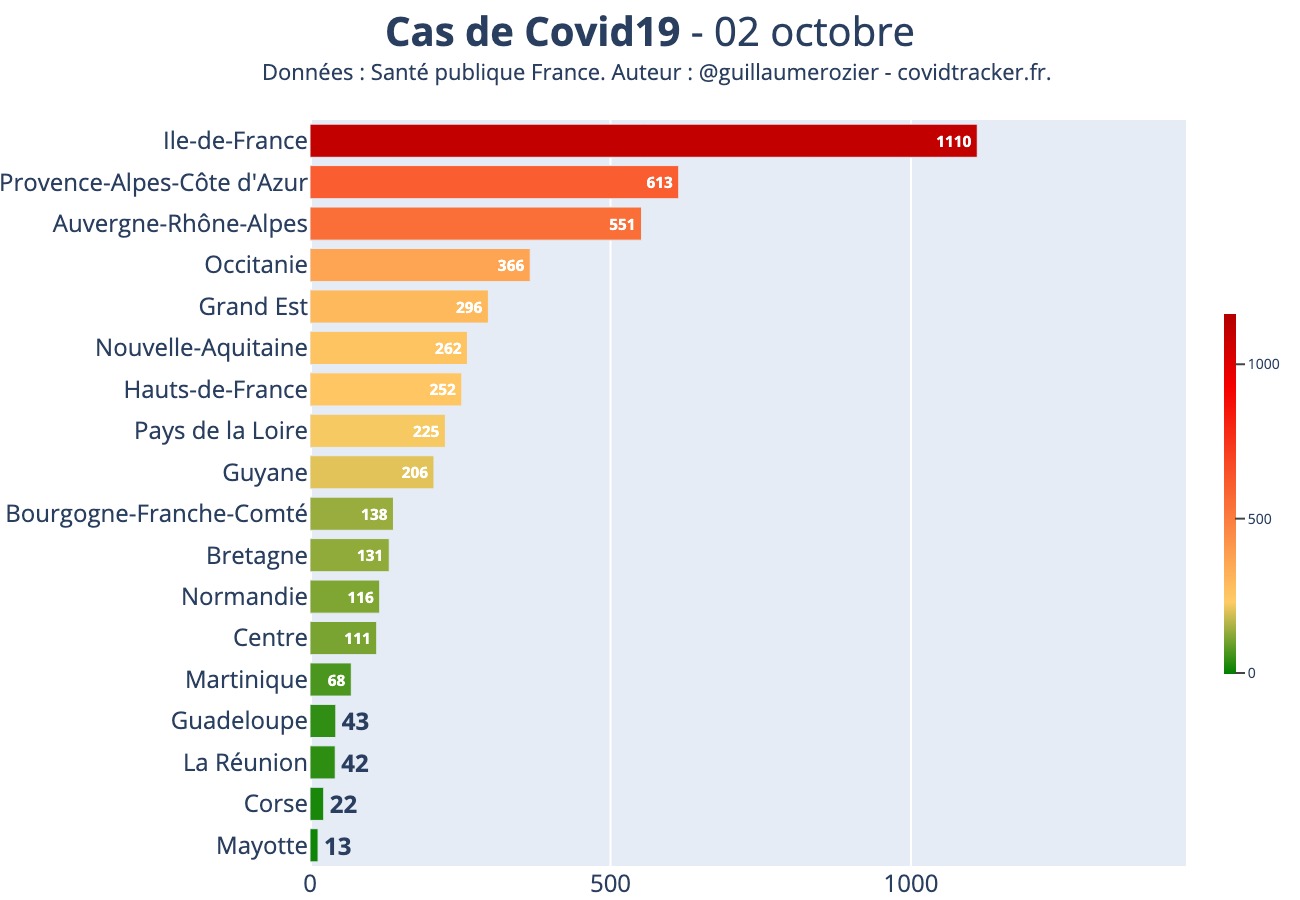 Cas de Covid19 - 02 octobre
Données : Santé publique France. Auteur : @guillaumerozier - covidtracker.fr.
Ile-de-France 1110
Provence-Alpes-Côte d'Azur 613
Auvergne-Rhône-Alpes 551
Occitanie 366
Grand Est 296
Nouvelle-Aquitaine 262
Hauts-de-France 252
Pays de la Loire 225
Guyane 206
Bourgogne-Franche-Comté 138
Bretagne 131
Normandie 116
Centre 111
Martinique 68
Guadeloupe 43
La Réunion 42
Corse 22
Mayotte 13
0 500 1000
1000
500
0